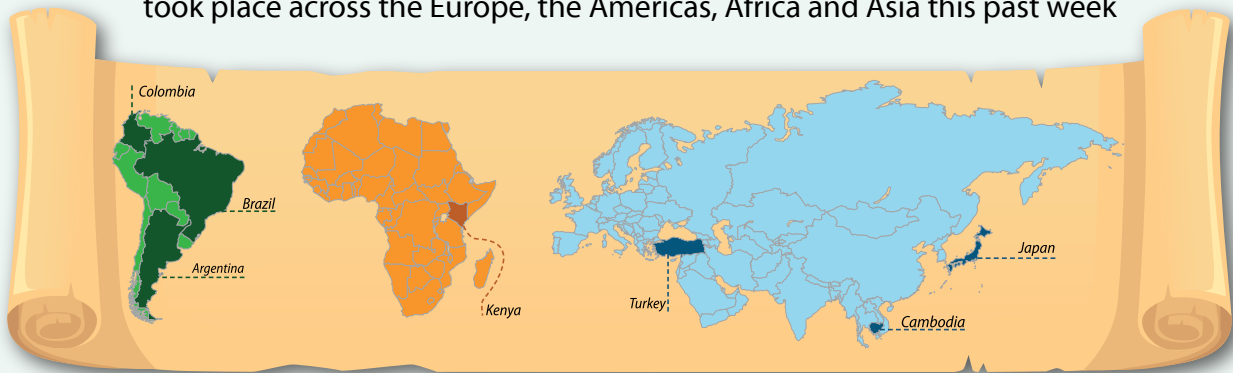 took place across the Europe, the Americas, Africa and Asia this past week
Colombia
Brazil
Argentina
Kenya
Turkey
Japan
Cambodia